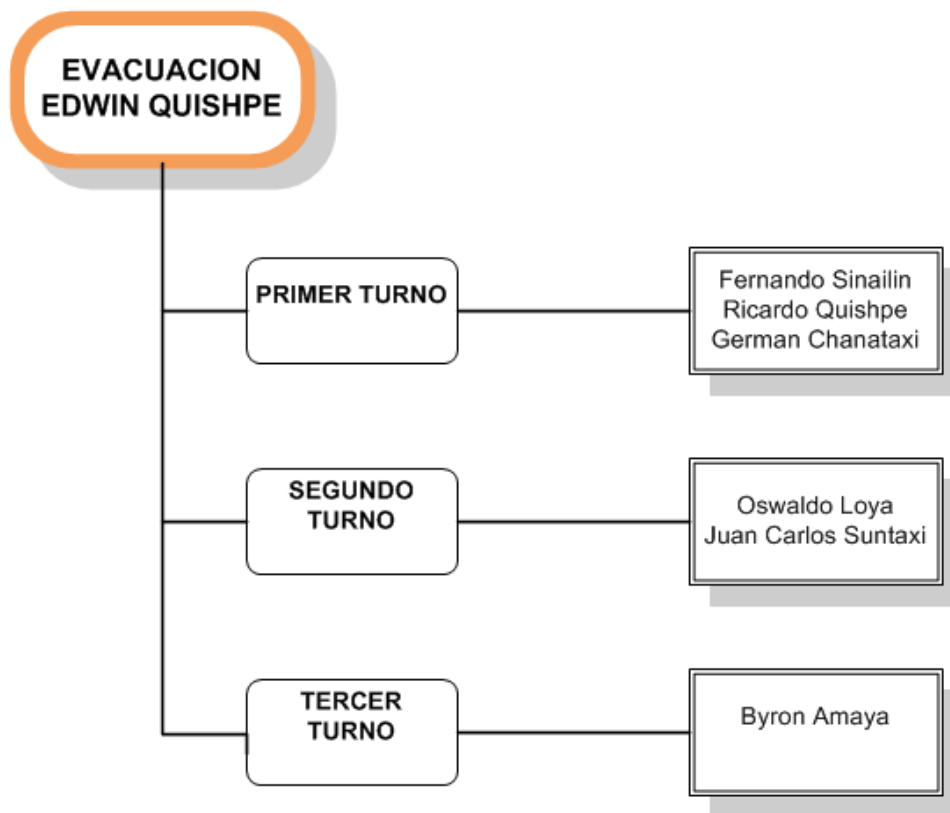 EVACUACION
EDWIN QUISHPE
PRIMER TURNO
Fernando Sinailin
Ricardo Quishpe
German Chanataxi
SEGUNDO
TURNO
Oswaldo Loya
Juan Carlos Suntaxi
TERCER
TURNO
Byron Amaya